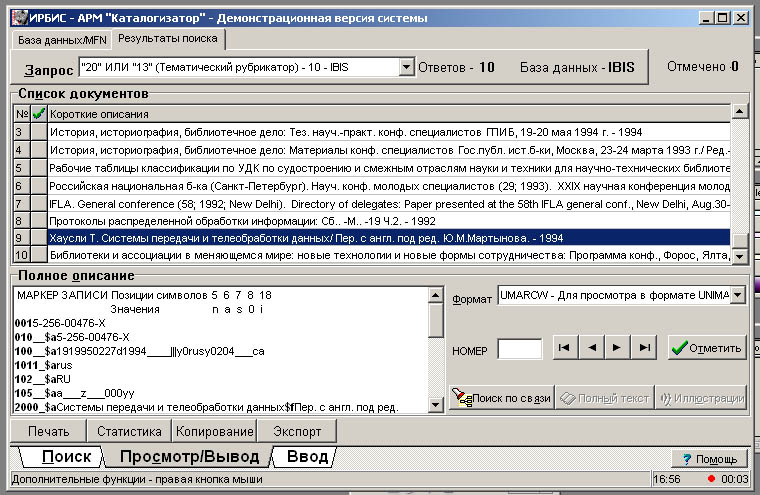 ИРБИС - АРМ "Каталогизатор" - Демонстрационная версия системы
База данных/MFN Результаты поиска
Запрос "20" ИЛИ "13" (Тематический рубрикатор) - 10 - IBIS Ответов - 10 База данных - IBIS Отмечено - 0
Список документов
№ Короткие описания
3 История, историография, библиотечное дело: Тез. науч.-практ. конф. специалистов ГПИБ, 19-20 мая 1994 г. - 1994
4 История, историография, библиотечное дело: Материалы конф. специалистов Гос.публ. ист.б-ки, Москва, 23-24 марта 1993 г./ Ред.-
5 Рабочие таблицы классификации по УДК по судостроению и смежным отраслям науки и техники для научно-технических библиоте
6 Российская национальная б-ка (Санкт-Петербург). Науч. конф. молодых специалистов (29; 1993). XXIX научная конференция молод
7 IFLA. General conference (58; 1992; New Delhi). Directory of delegates: Paper presented at the 58th IFLA general conf., New Delhi, Aug.30-
8 Протоколы распределенной обработки информации: Сб.. -М.. -19 Ч.2. - 1992
9 Хаусли Т. Системы передачи и телеобработки данных/ Пер. с англ. под ред. Ю.М.Мартынова. - 1994
10 Библиотеки и ассоциации в меняющемся мире: новые технологии и новые формы сотрудничества: Программа конф., Форос, Ялта,
Полное описание
МАРКЕР ЗАПИСИ Позиции символов 5 6 7 8 18
Значения n a s 0 i
0015-256-00476-X
010__$a5-256-00476-X
100__$a1919950227d1994____||y0rusy0204____ca
1011_$arus
102__$aRU
105__$aa___z___000yy
2000_$aСистемы передачи и телеобработки данных$fПер. с англ. под ред.
Формат UMARCW - Для просмотра в формате UNIMA
НОМЕР Отметить
Поиск по связи Полный текст Иллюстрации
Печать Статистика Копирование Экспорт
Поиск Просмотр/Вывод Ввод ? Помощь
Дополнительные функции - правая кнопка мыши 16:56 00:03